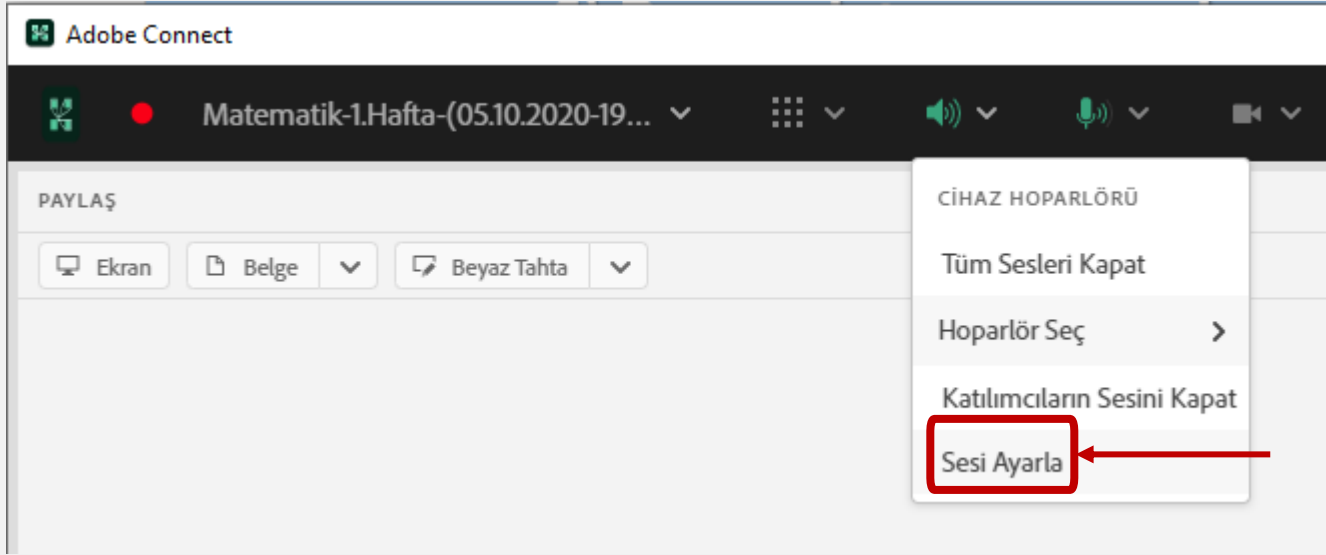 Adobe Connect
Matematik-1.Hafta-(05.10.2020-19...
PAYLAŞ
Ekran
Belge
Beyaz Tahta
CİHAZ HOPARLÖRÜ
Tüm Sesleri Kapat
Hoparlör Seç
Katılımcıların Sesini Kapat
Sesi Ayarla